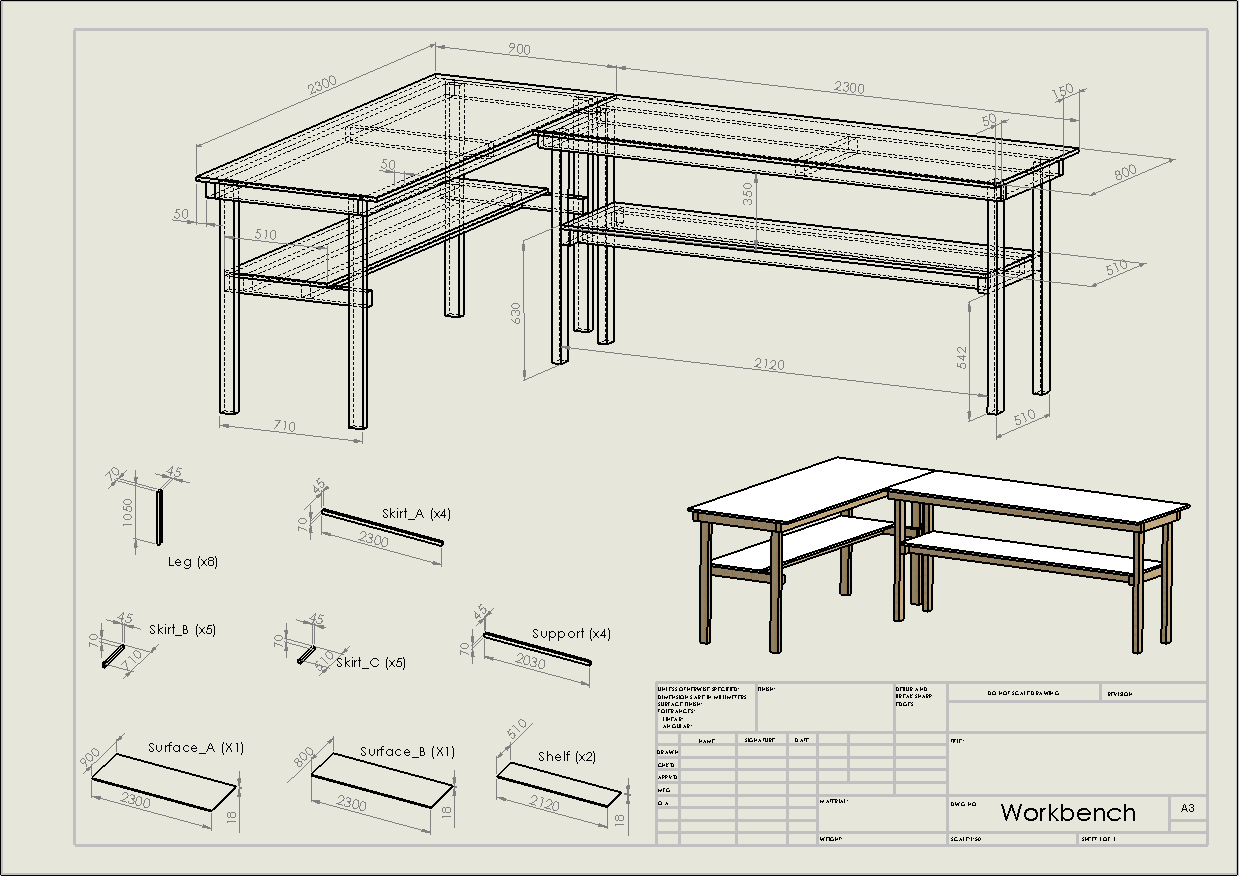 900
2300
2300
150
50
800
50
350
50
510
510
630
542
2120
710
510
70
45
1050
Leg (x8)
45
70
Skirt_A (x4)
2300
45
70
Skirt_B (x5)
710
45
70
510
Skirt_C (x5)
45
70
Support (x4)
2030
900
Surface_A (X1)
2300
18
800
Surface_B (X1)
2300
18
510
Shelf (x2)
2120
18
UNLESS OTHERWISE SPECIFIED:
DIMENSIONS ARE IN MILLIMETERS
SURFACE FINISH:
TOLERANCES:
LINEAR:
ANGULAR:
FINISH:
DEBUR AND
BREAK SHARP
EDGES
DO NOT SCALE DRAWING
REVISION
NAME
SIGNATURE
DATE
TITLE:
DRAWN
CHK'D
APPV'D
MFG
Q.A
MATERIAL:
DWG NO.
Workbench
A3
WEIGHT:
SCALE:1:50
SHEET 1 OF 1